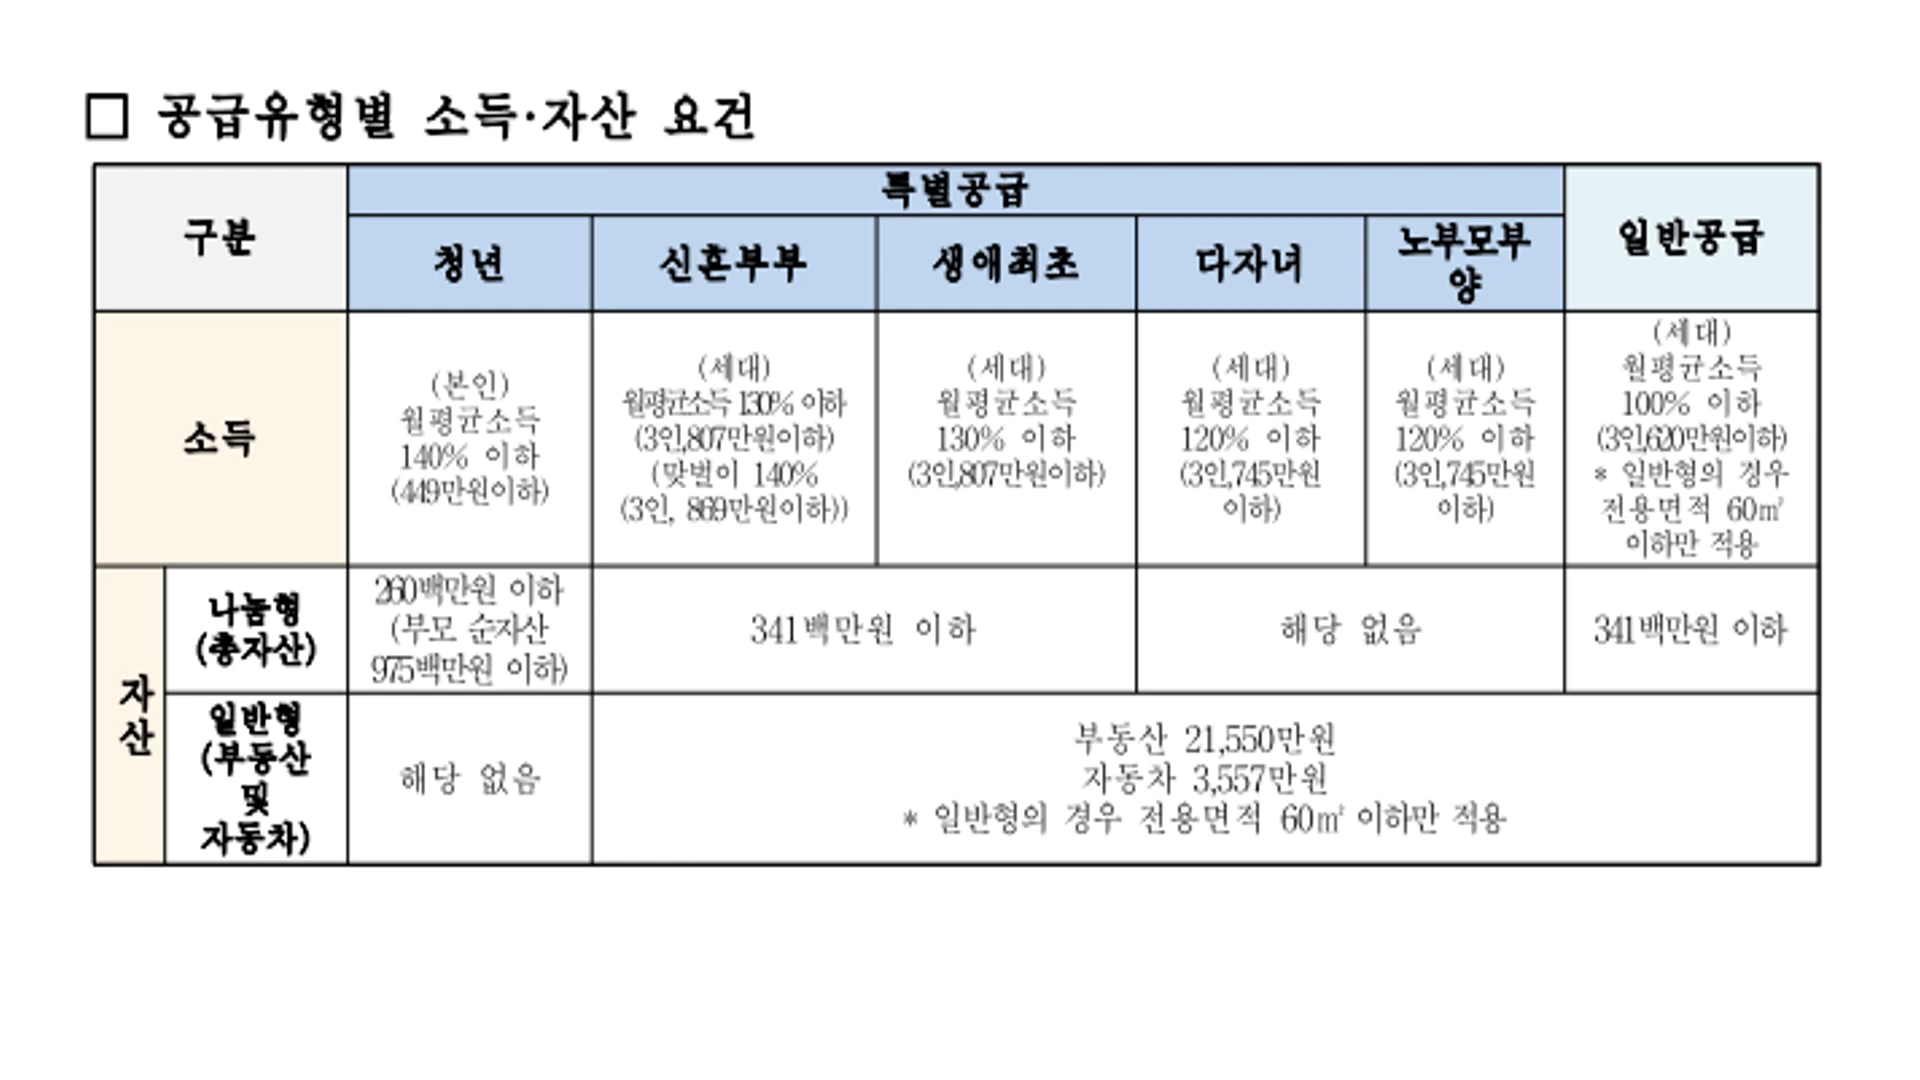 □ 공급유형별 소득·자산 요건
구분
특별공급
일반공급
청년
신혼부부
생애최초
다자녀
노부모부
양
소득
(본인)
월평균소득
140% 이하
(449만원이하)
(세대)
월평균소득 130% 이하
(3인,807만원이하)
(맞벌이 140%
(3인, 869만원이하))
(세대)
월평균소득
130% 이하
(3인,807만원이하)
(세대)
월평균소득
120% 이하
(3인,745만원
이하)
(세대)
월평균소득
120% 이하
(3인,745만원
이하)
(세대)
월평균소득
100% 이하
(3인,620만원이하)
* 일반형의 경우
전용면적 60㎡
이하만 적용
자
산
나눔형
(총자산)
260백만원 이하
(부모 순자산
975백만원 이하)
341백만원 이하
해당 없음
341백만원 이하
일반형
(부동산
및
자동차)
해당 없음
부동산 21,550만원
자동차 3,557만원
* 일반형의 경우 전용면적 60㎡ 이하만 적용